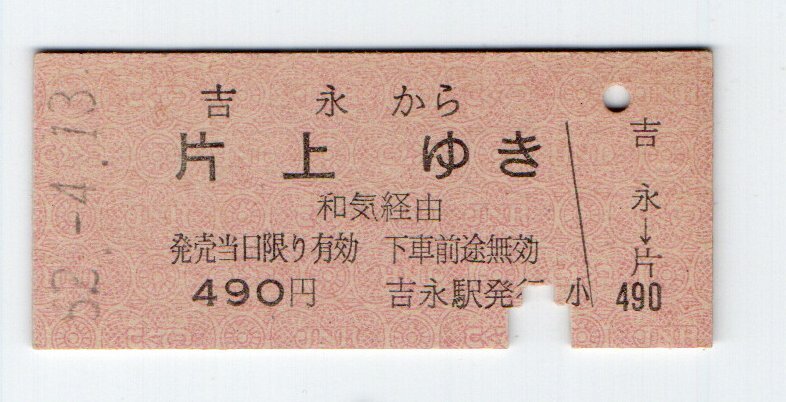 62.-4.13.
吉永から
片上ゆき
和気経由
発売当日限り有効 下車前途無効
490円 吉永駅発行 小
吉永→片
490